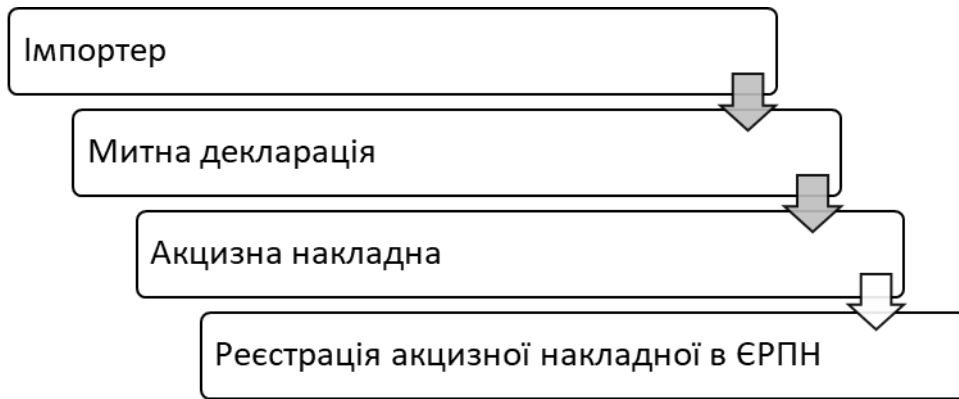 Імпортер
Митна декларація
Акцизна накладна
Реєстрація акцизної накладної в ЄРПН